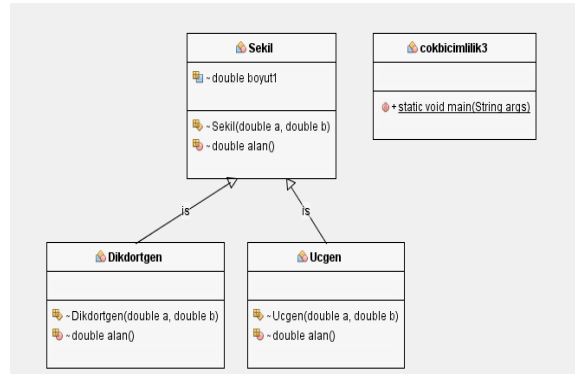 Sekil
~double boyut1
~Sekil(double a, double b)
~double alan()
cokbicimlilik3
+static void main(String args)
is
is
Dikdortgen
~Dikdortgen(double a, double b)
~double alan()
Ucgen
~Ucgen(double a, double b)
~double alan()